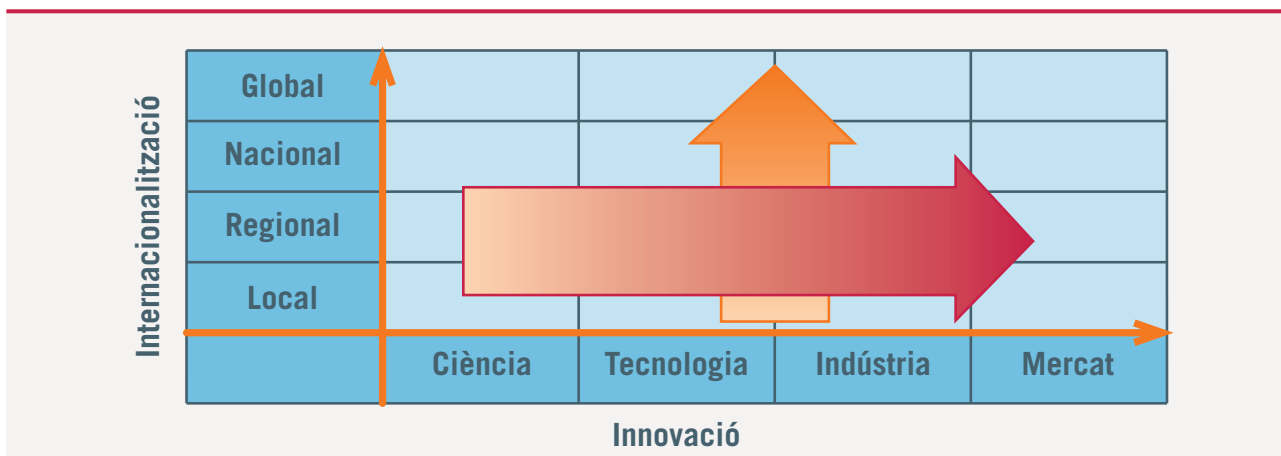 Internacionalització
Global
Nacional
Regional
Local
Ciència
Tecnologia
Indústria
Mercat
Innovació